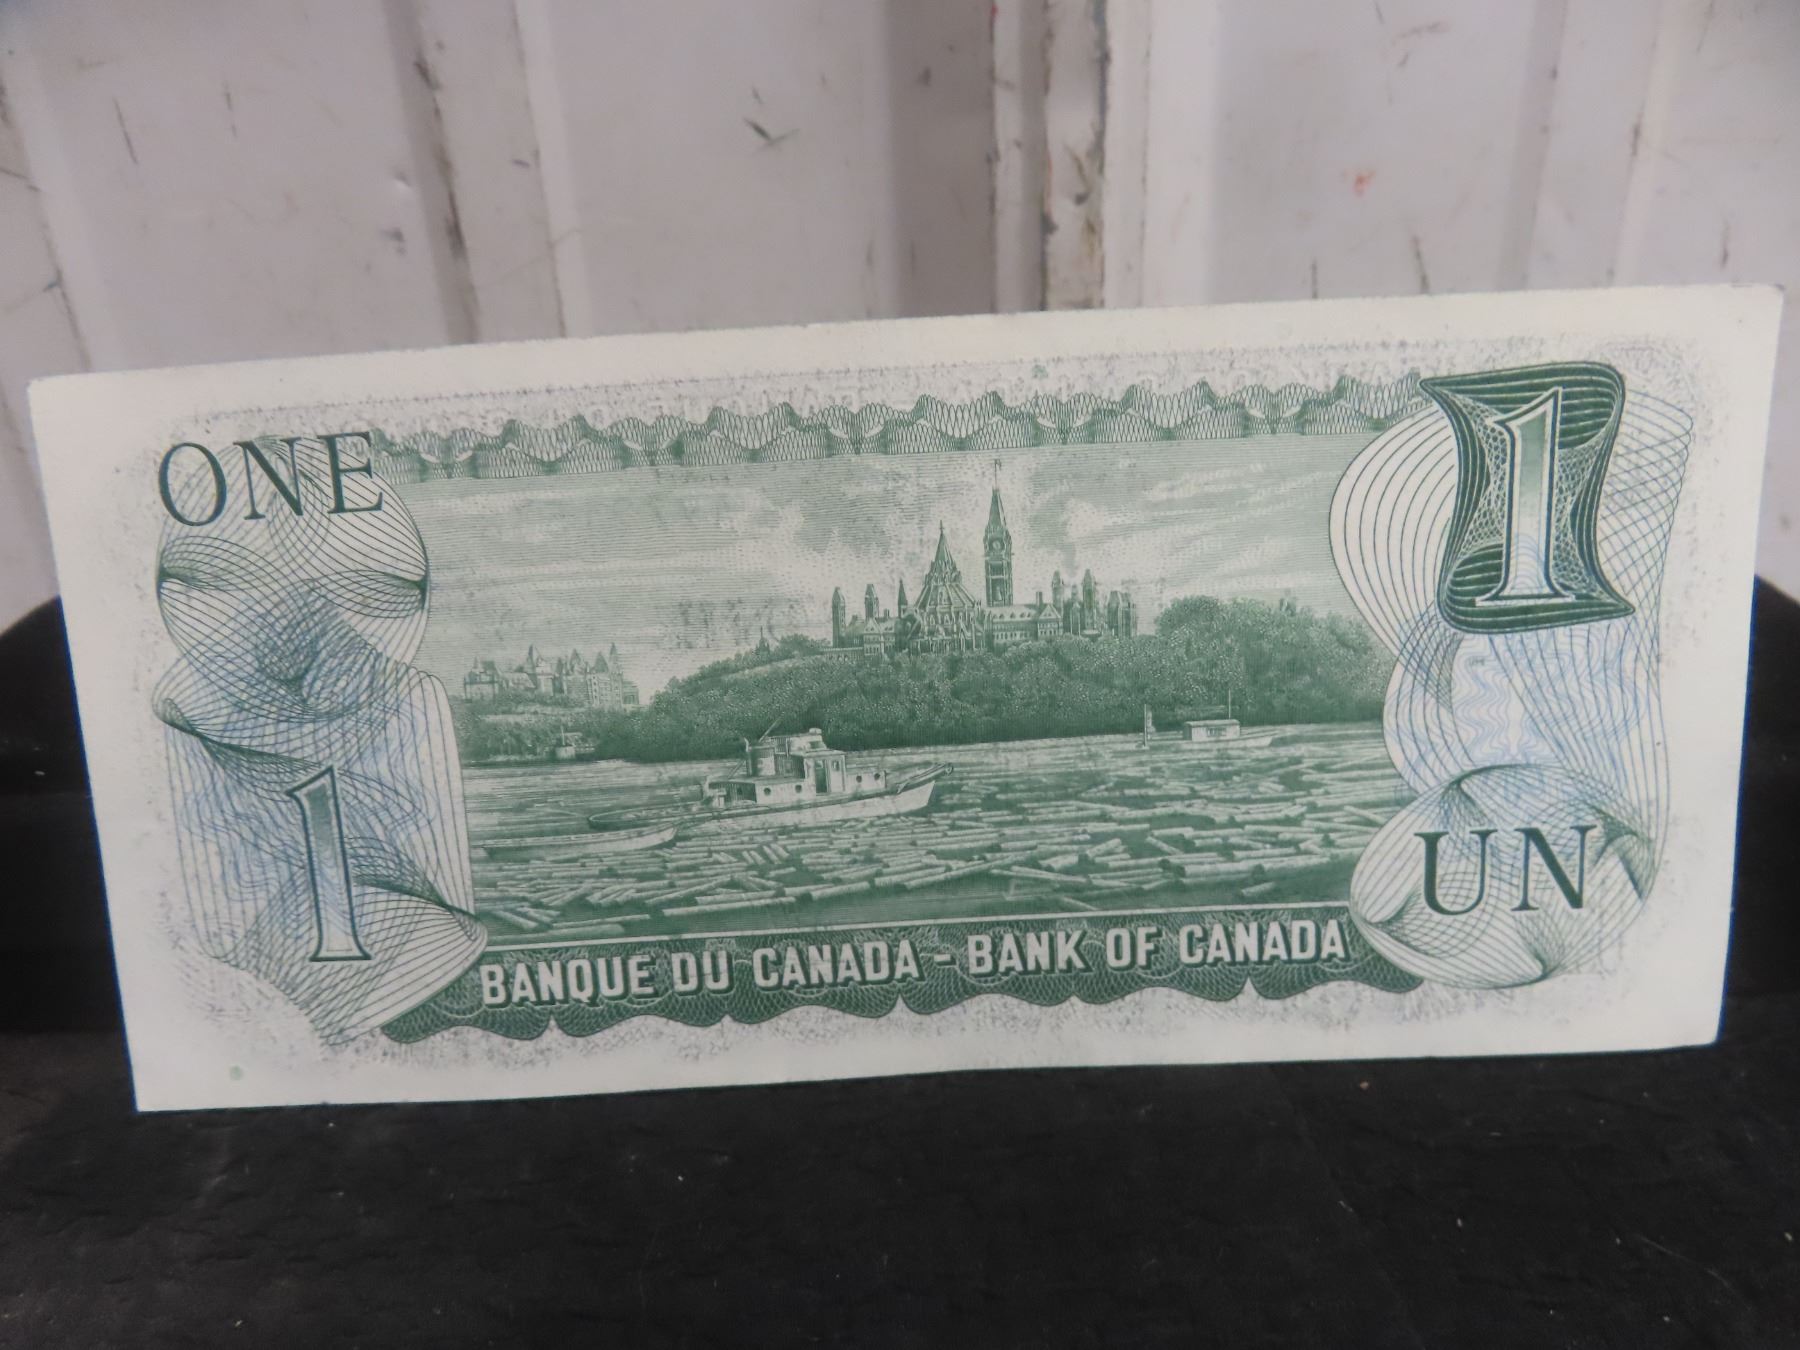 ONE
1
1
UN
BANQUE DU CANADA - BANK OF CANADA